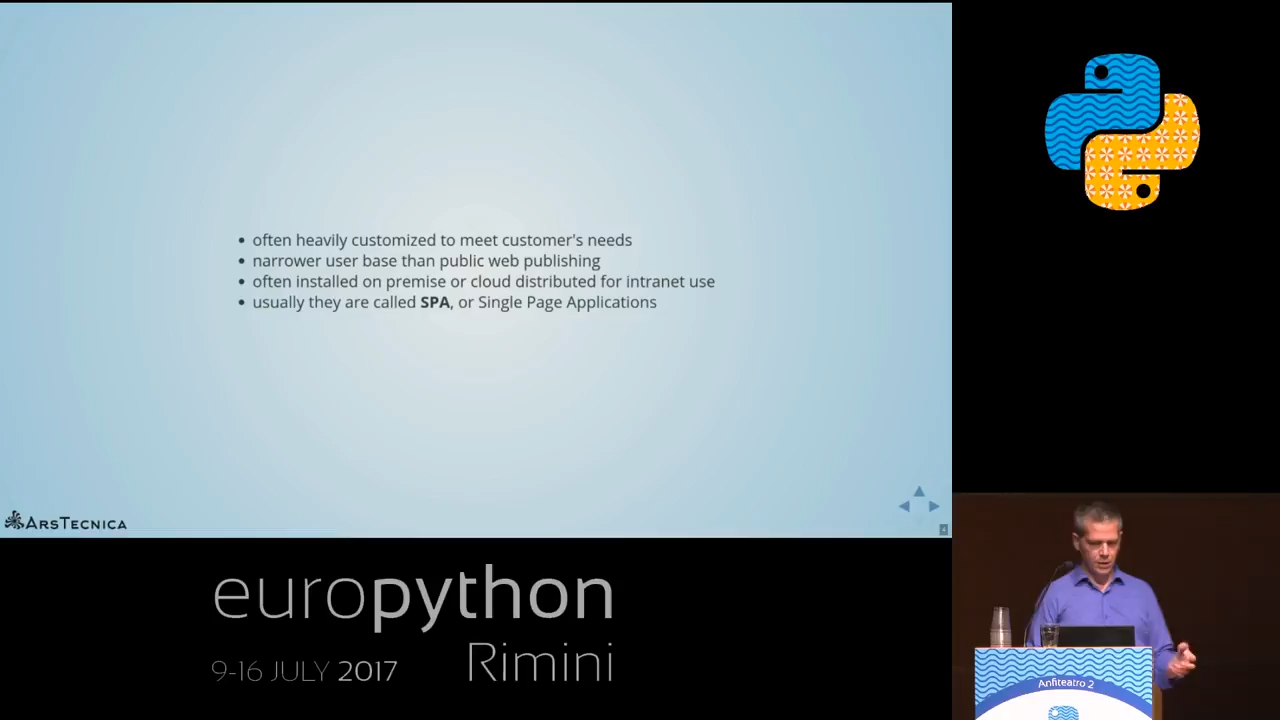 • often heavily customized to meet customer's needs
• narrower user base than public web publishing
• often installed on premise or cloud distributed for intranet use
• usually they are called SPA, or Single Page Applications
ARSTECNICA
4
europython
Rimini
9-16 JULY 2017
Anfiteatro 2